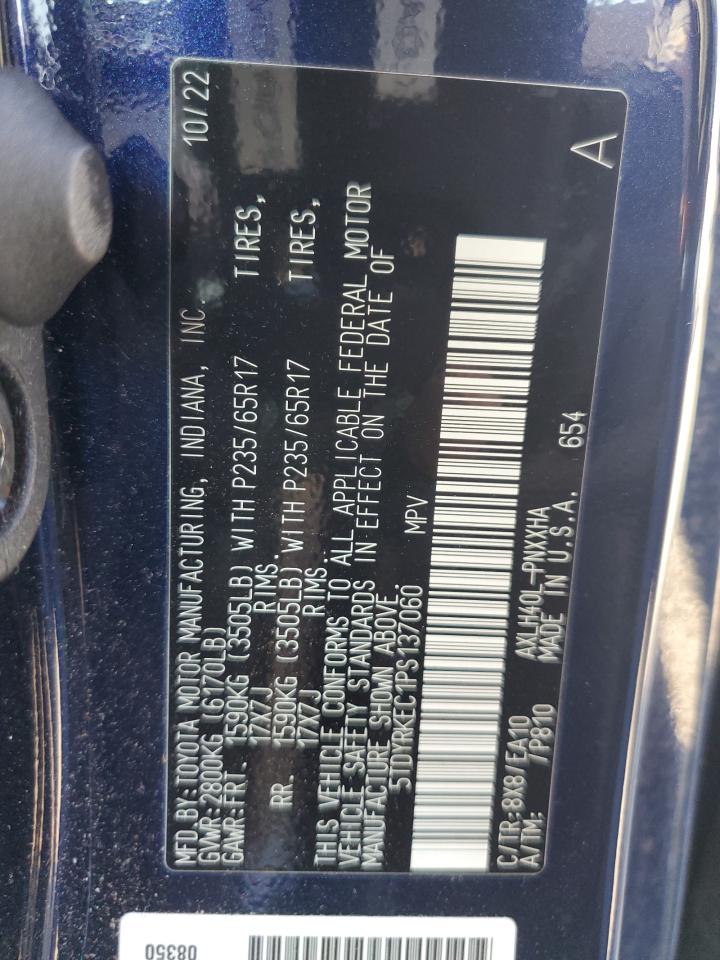 MFD.BY:TOYOTA MOTOR MANUFACTURING, INDIANA, INC. 10/22
GVWR:2800KG (6170LB)
GAWR:FRT. 1590KG (3505LB) WITH P235/65R17 TIRES,
17X7J RIMS.
RR. 1590KG (3505LB) WITH P235/65R17 TIRES,
17X7J RIMS.
THIS VEHICLE CONFORMS TO ALL APPLICABLE FEDERAL MOTOR
VEHICLE SAFETY STANDARDS IN EFFECT ON THE DATE OF
MANUFACTURE SHOWN ABOVE.
5TDYRKEC1PS137060 MPV
C/TR:8X8/EA10 AXLH40L-PNXXHA
A/TM: /P810 MADE IN U.S.A. 654
A
08350